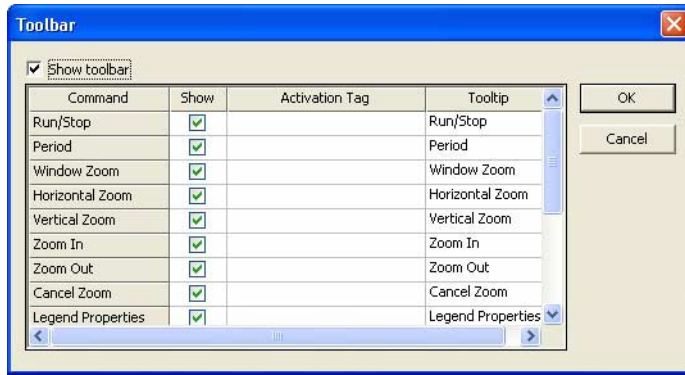 Toolbar
Show toolbar
Command Show Activation Tag Tooltip
Run/Stop Run/Stop
Period Period
Window Zoom Window Zoom
Horizontal Zoom Horizontal Zoom
Vertical Zoom Vertical Zoom
Zoom In Zoom In
Zoom Out Zoom Out
Cancel Zoom Cancel Zoom
Legend Properties Legend Properties
OK
Cancel